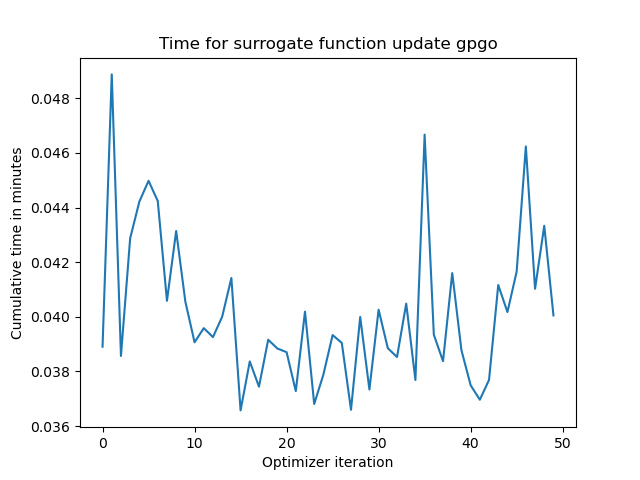 Time for surrogate function update gpgo
0.048
0.046
0.044
0.042
0.040
0.038
0.036
Cumulative time in minutes
0 10 20 30 40 50
Optimizer iteration